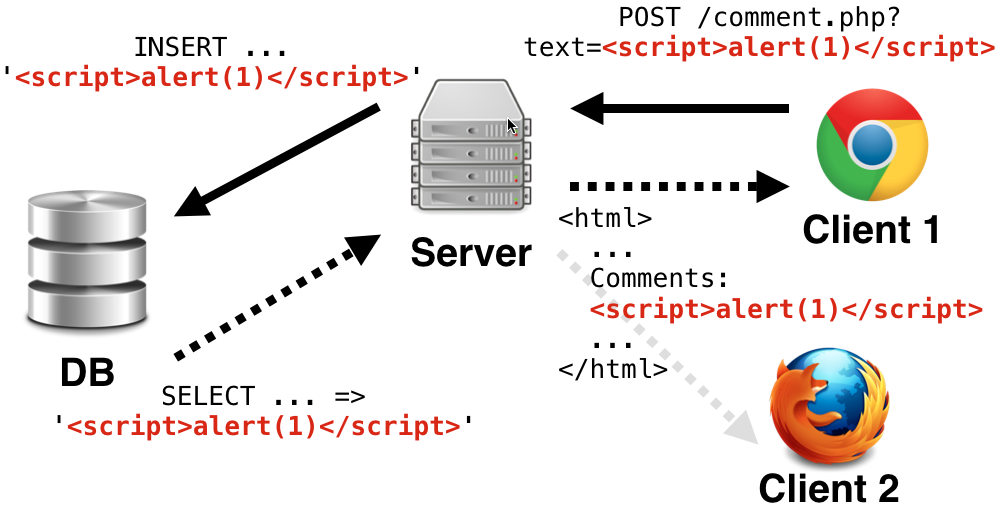 POST /comment.php?
text=<script>alert(1)</script>
INSERT ...
'<script>alert(1)</script>'
Client 1
Server
<html>
...
Comments:
<script>alert(1)</script>
...
</html>
DB
SELECT ... =>
'<script>alert(1)</script>'
Client 2